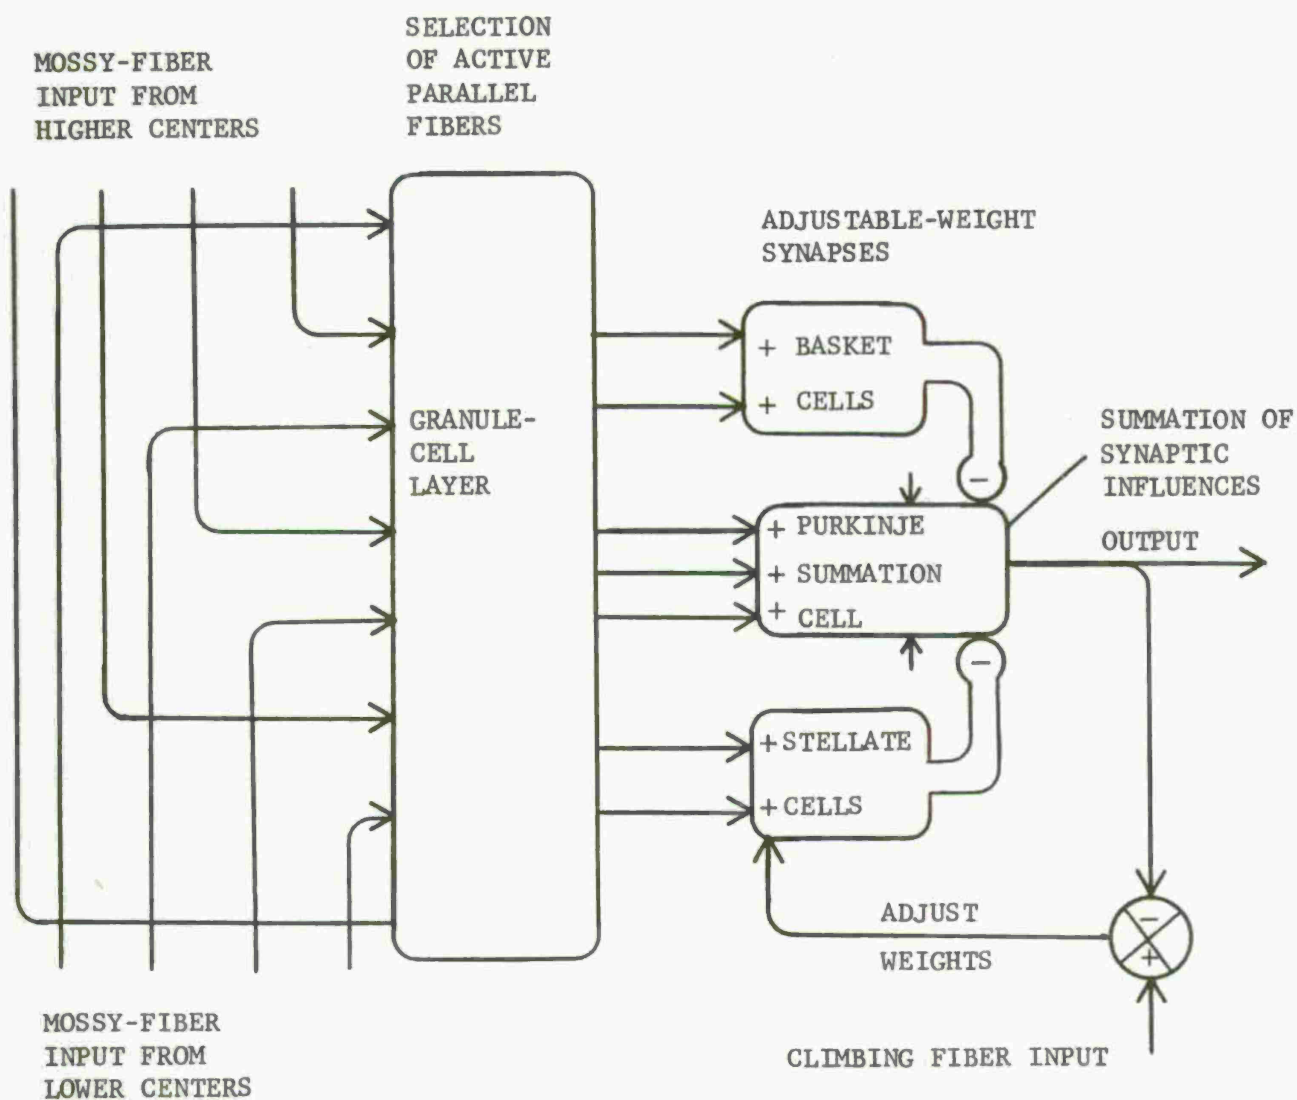 SELECTION
OF ACTIVE
PARALLEL
FIBERS
MOSSY-FIBER
INPUT FROM
HIGHER CENTERS
ADJUSTABLE-WEIGHT
SYNAPSES
+ BASKET
+ CELLS
GRANULE-
CELL
LAYER
SUMMATION OF
SYNAPTIC
INFLUENCES
-
+ PURKINJE
+ SUMMATION
+ CELL
OUTPUT
-
+ STELLATE
+ CELLS
ADJUST
WEIGHTS
-
+
CLIMBING FIBER INPUT
MOSSY-FIBER
INPUT FROM
LOWER CENTERS